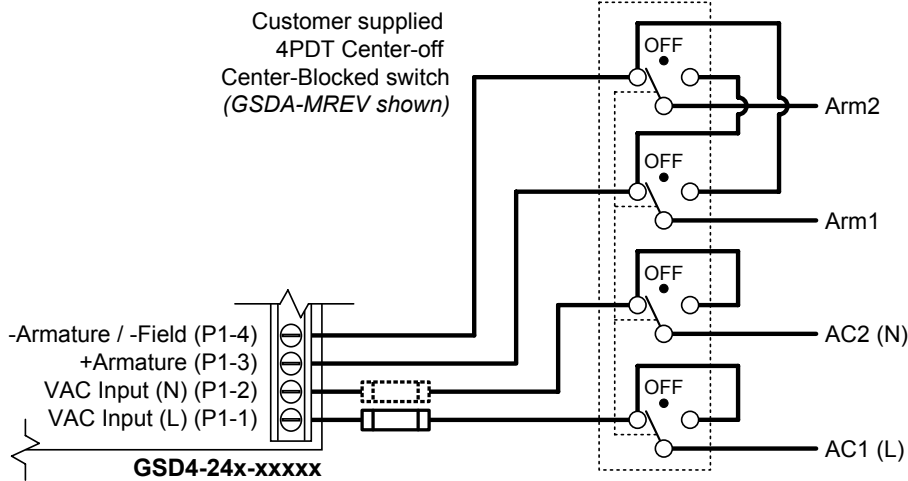 Customer supplied
4PDT Center-off
Center-Blocked switch
(GSDA-MREV shown)
OFF
Arm2
OFF
Arm1
OFF
AC2 (N)
OFF
AC1 (L)
-Armature / -Field (P1-4)
+Armature (P1-3)
VAC Input (N) (P1-2)
VAC Input (L) (P1-1)
GSD4-24x-xxxxx